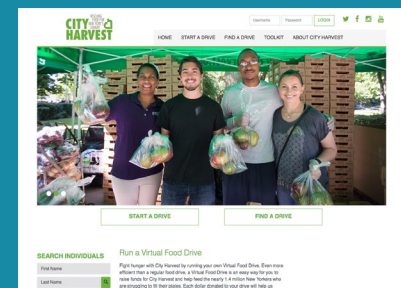 CITY
HARVEST
Username
Password
LOGIN
HOME START A DRIVE FIND A DRIVE TOOLKIT ABOUT CITY HARVEST
START A DRIVE
FIND A DRIVE
SEARCH INDIVIDUALS
First Name
Last Name
Run a Virtual Food Drive
Fight hunger with City Harvest by running your own Virtual Food Drive. Even more
efficient than a regular food drive, a Virtual Food Drive is an easy way for you to
raise funds for City Harvest and help feed the nearly 1.4 million New Yorkers who
are struggling to fill their plates. Each dollar donated to your drive will help us